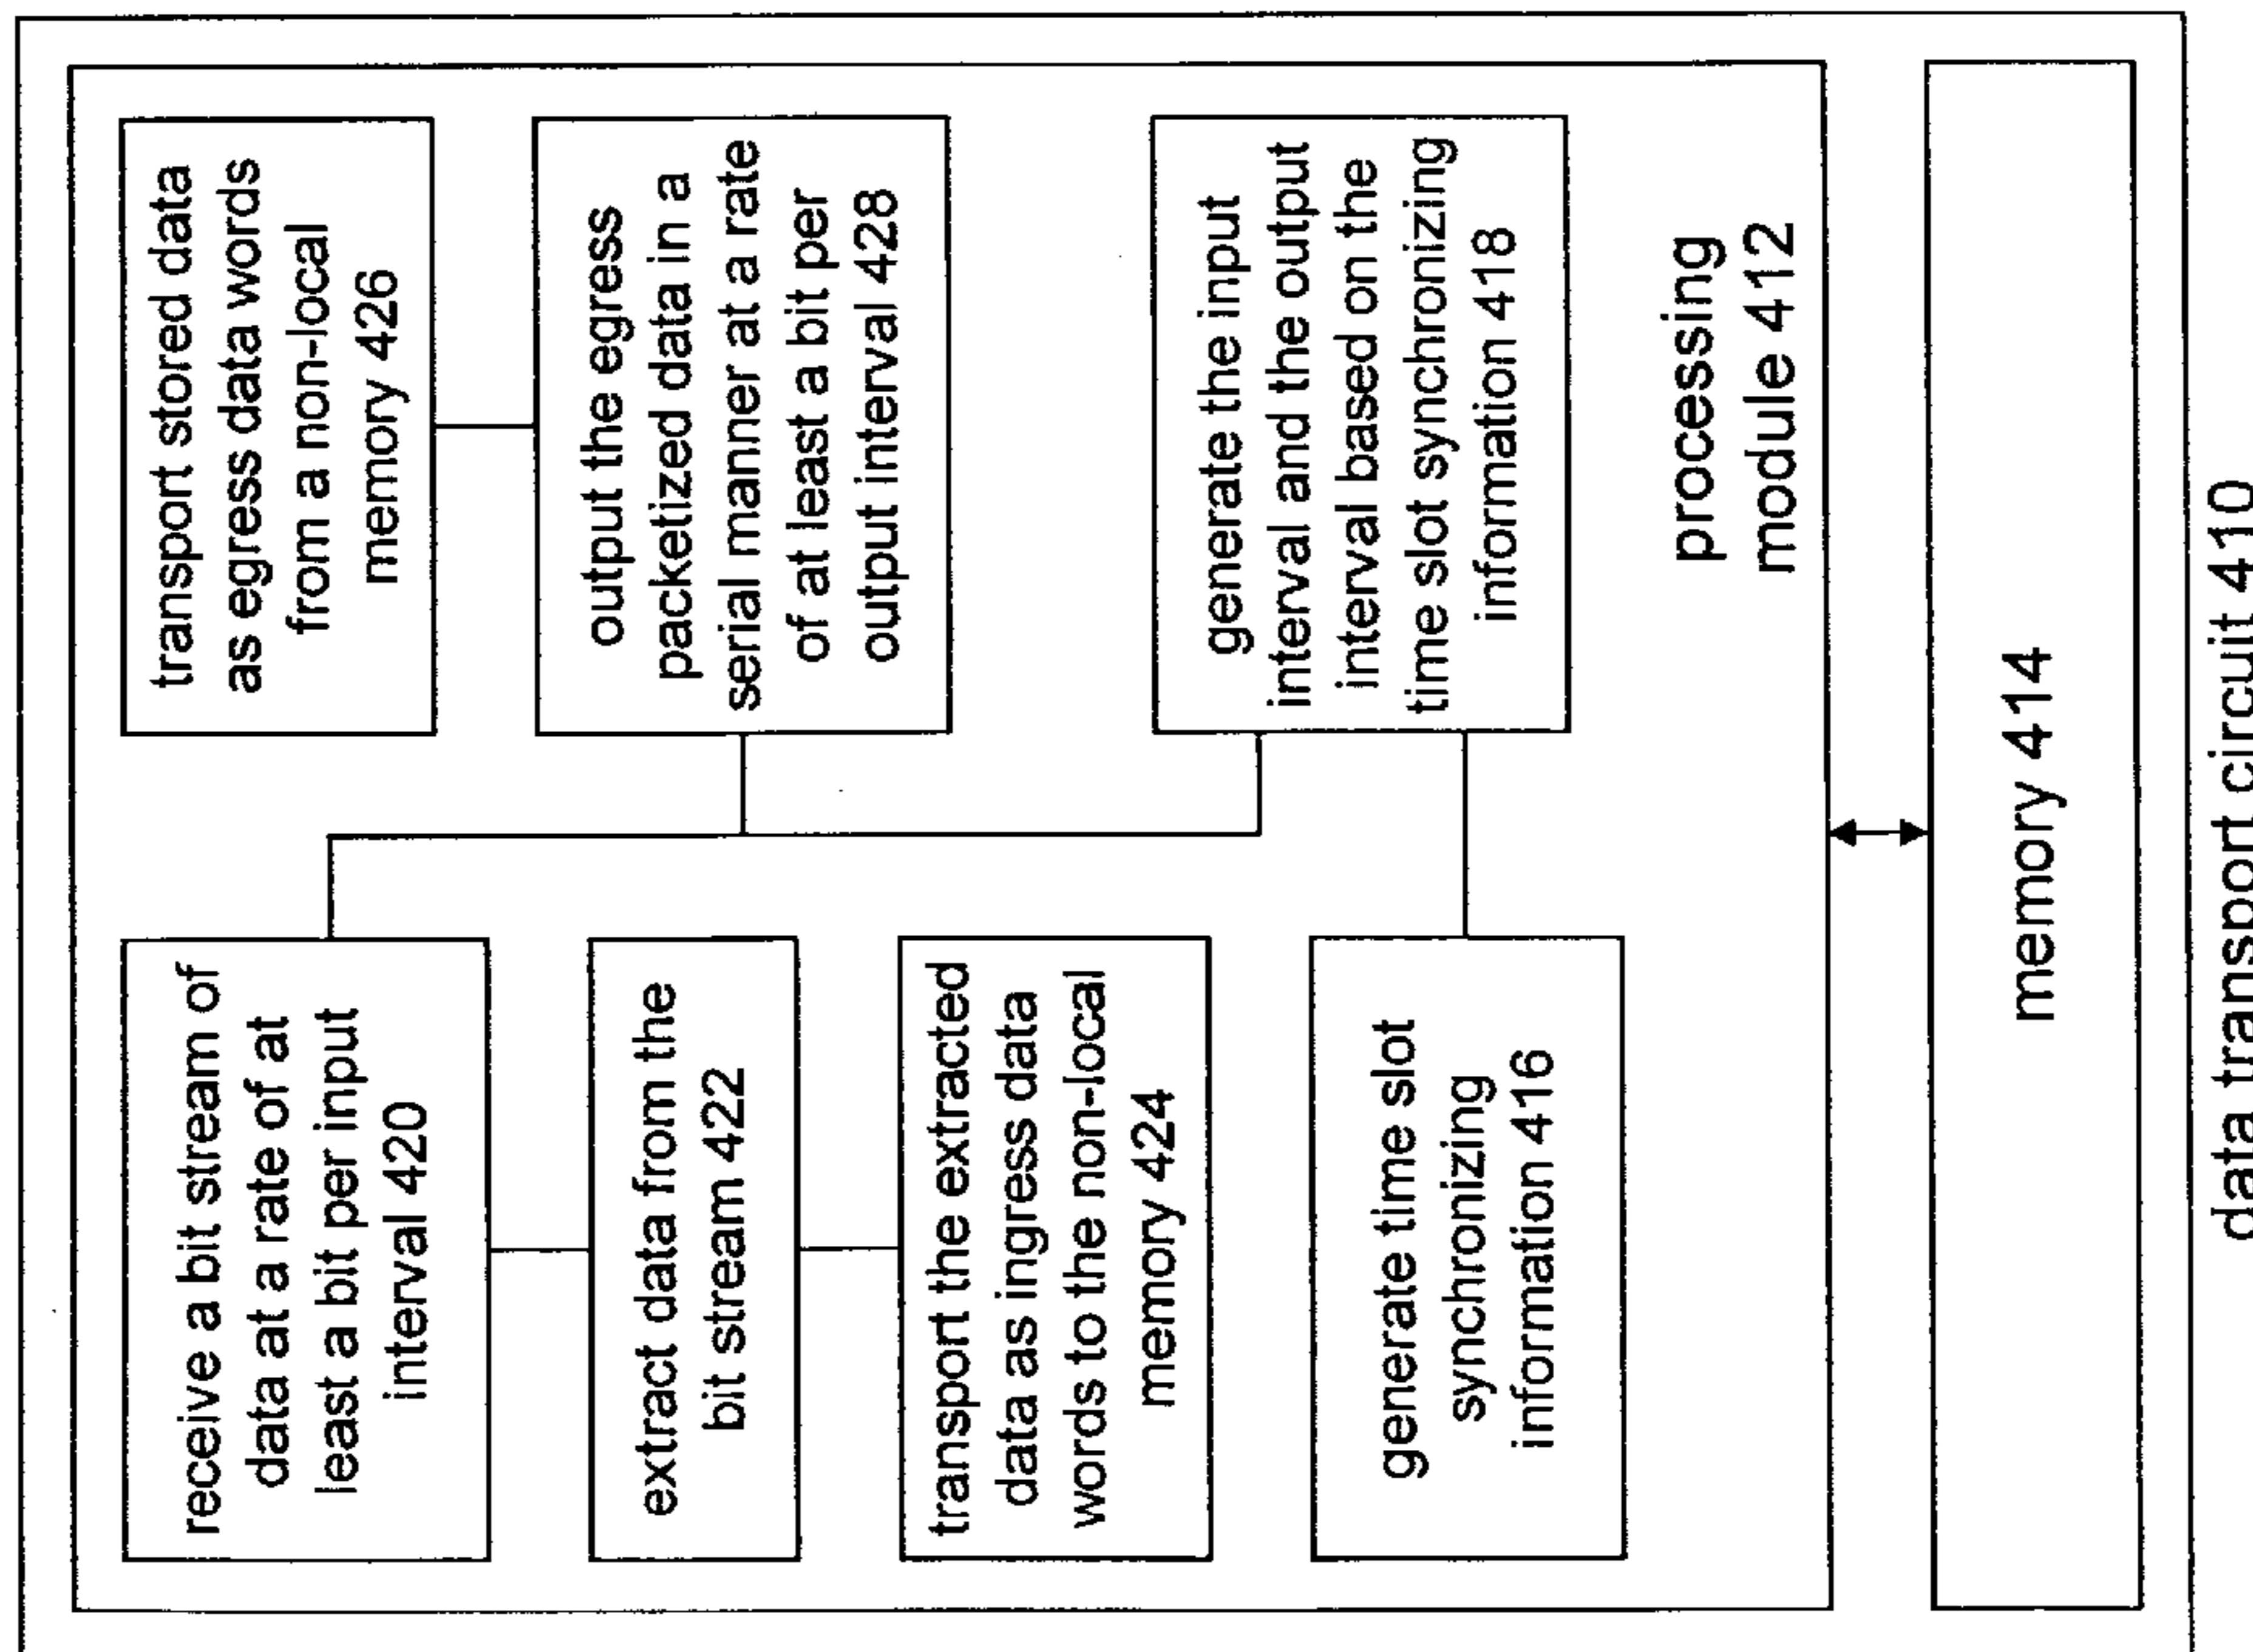 receive a bit stream of
data at a rate of at
least a bit per input
interval 420
extract data from the
bit stream 422
transport the extracted
data as ingress data
words to the non-local
memory 424
generate time slot
synchronizing
information 416
transport stored data
as egress data words
from a non-local
memory 426
output the egress
packetized data in a
serial manner at a rate
of at least a bit per
output interval 428
generate the input
interval and the output
interval based on the
time slot synchronizing
information 418
processing
module 412
memory 414
data transport circuit 410